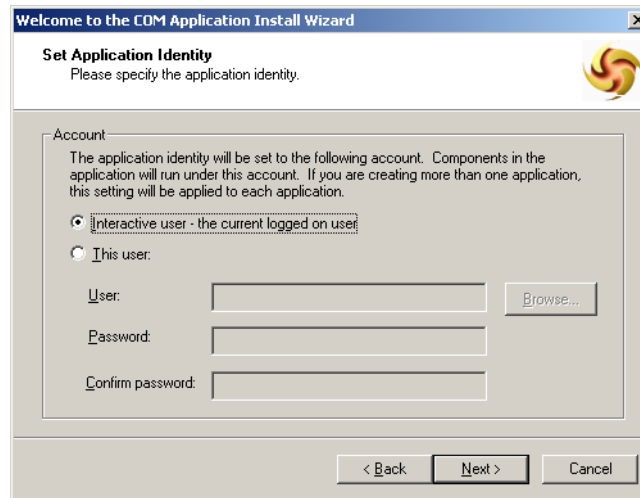 Welcome to the COM Application Install Wizard
Set Application Identity
Please specify the application identity.
Account
The application identity will be set to the following account. Components in the
application will run under this account. If you are creating more than one application,
this setting will be applied to each application.
Interactive user - the current logged on user
This user:
User:
Browse...
Password:
Confirm password:
< Back
Next >
Cancel